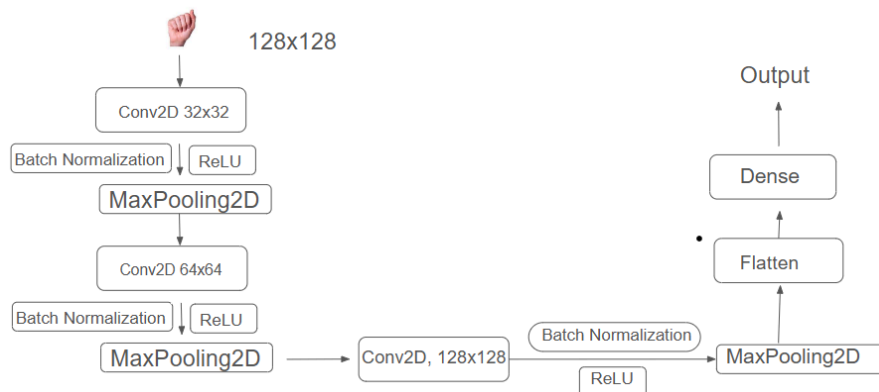 128x128
Conv2D 32x32
Batch Normalization
ReLU
MaxPooling2D
Conv2D 64x64
Batch Normalization
ReLU
MaxPooling2D
Conv2D, 128x128
Batch Normalization
ReLU
MaxPooling2D
Flatten
Dense
Output